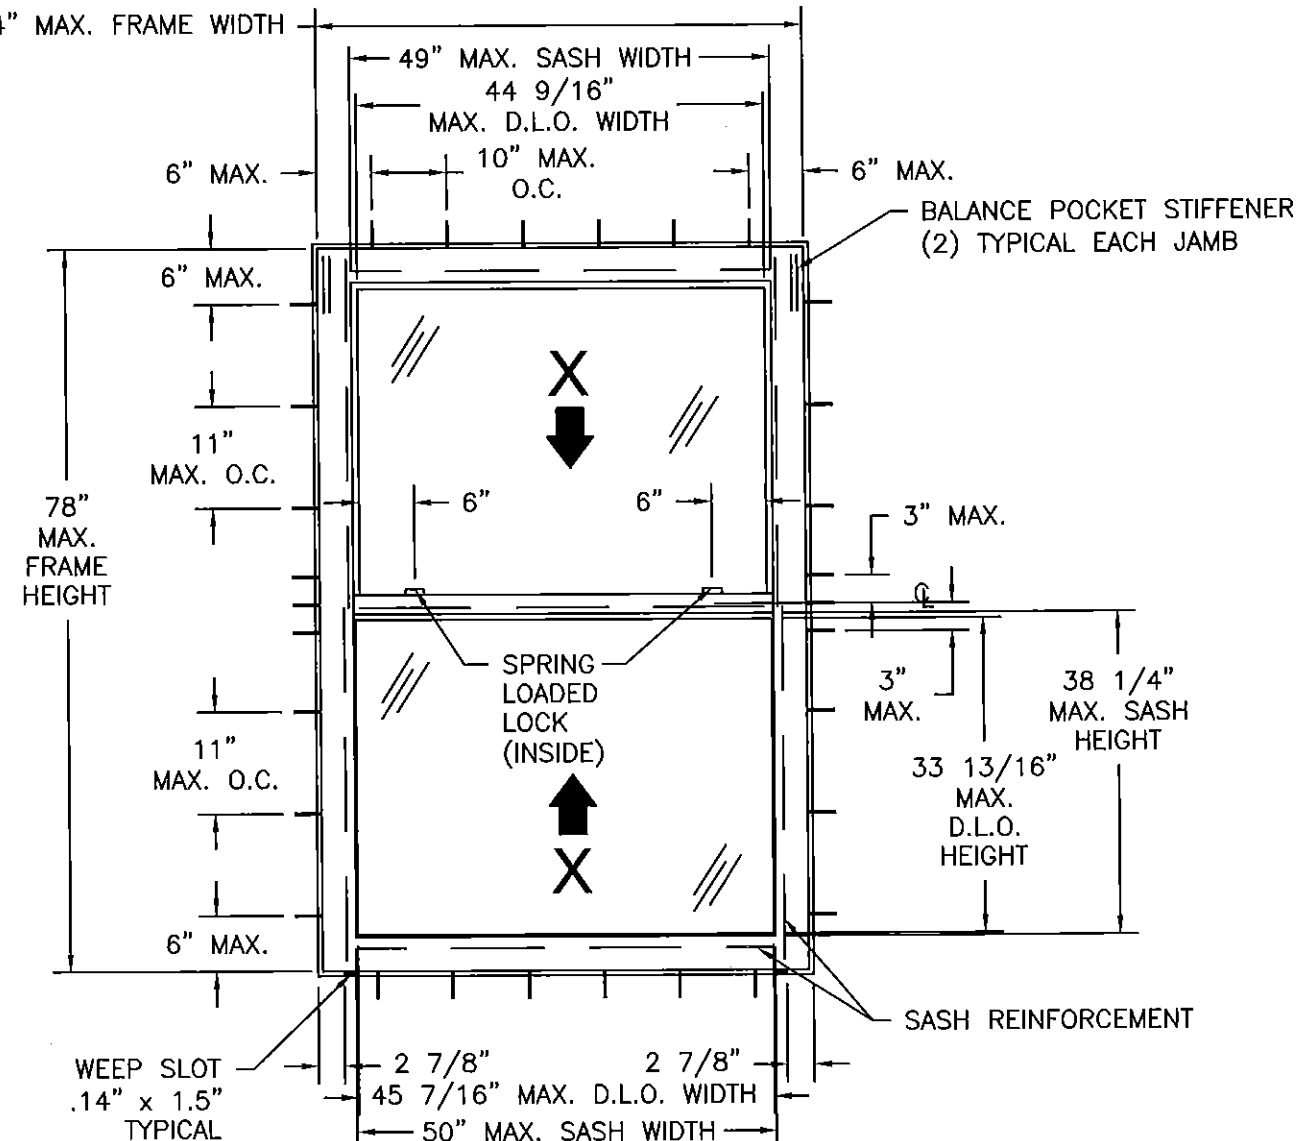 4" MAX. FRAME WIDTH
49" MAX. SASH WIDTH
44 9/16"
MAX. D.L.O. WIDTH
6" MAX.
10" MAX.
O.C.
6" MAX.
BALANCE POCKET STIFFENER
(2) TYPICAL EACH JAMB
6" MAX.
X
11"
MAX. O.C.
6"
6"
78"
MAX.
FRAME
HEIGHT
3" MAX.
CL
SPRING
LOADED
LOCK
(INSIDE)
3"
MAX.
38 1/4"
MAX. SASH
HEIGHT
11"
MAX. O.C.
33 13/16"
MAX.
D.L.O.
HEIGHT
X
6" MAX.
SASH REINFORCEMENT
WEEP SLOT
.14" x 1.5"
TYPICAL
2 7/8"
2 7/8"
45 7/16" MAX. D.L.O. WIDTH
50" MAX. SASH WIDTH